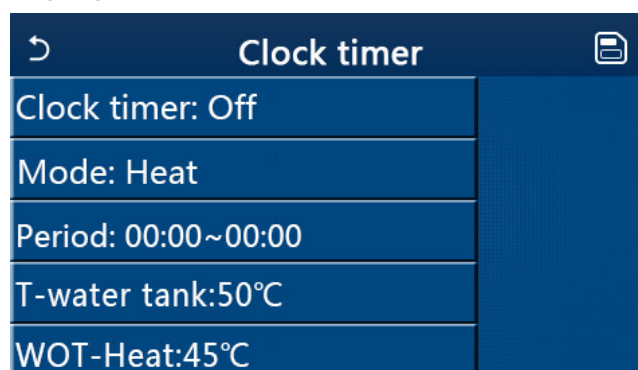 Clock timer
Clock timer: Off
Mode: Heat
Period: 00:00~00:00
T-water tank:50℃
WOT-Heat:45℃